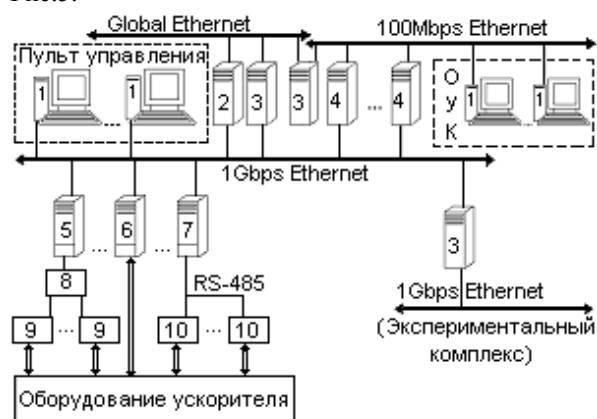 Global Ethernet
100Mbps Ethernet
Пульт управления
О
у
К
1
1
2
3
3
4
...
4
1
1
...
1Gbps Ethernet
5
...
6
...
7
3
8
RS-485
1Gbps Ethernet
9
...
9
10
...
10
(Экспериментальный
комплекс)
Оборудование ускорителя